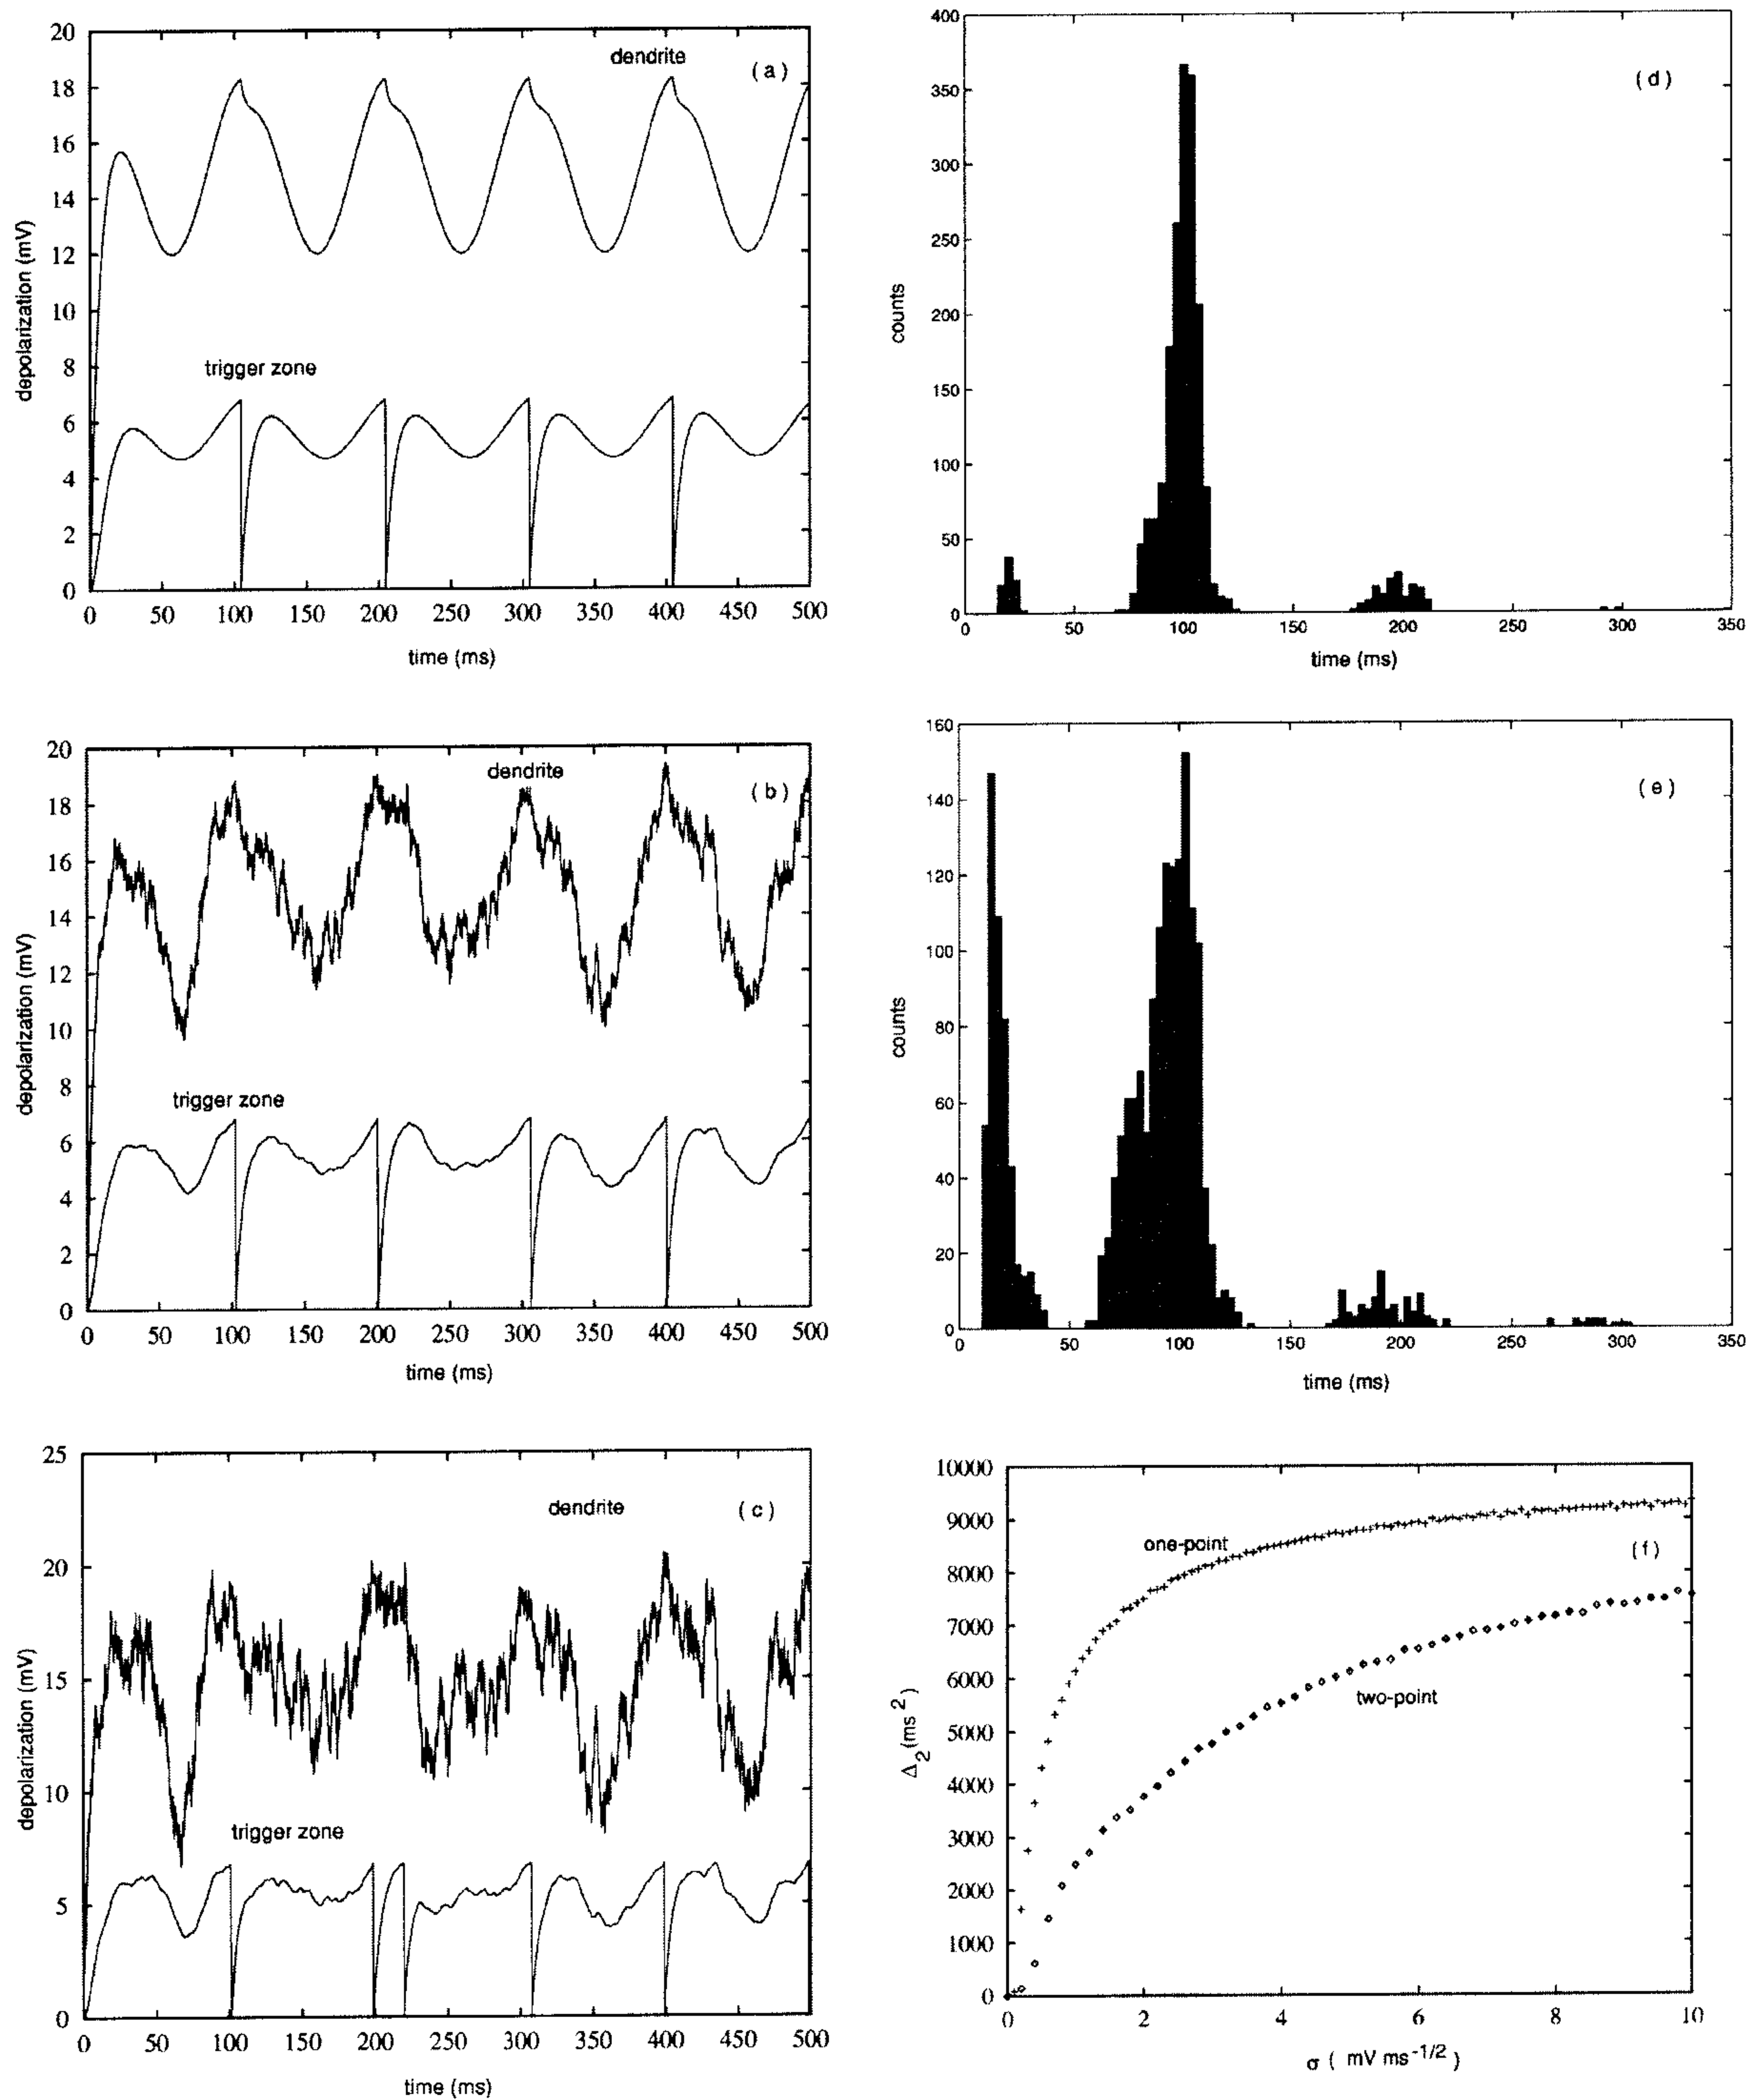 20
18
16
14
12
10
8
6
4
2
0
depolarization (mV)
dendrite
( a )
trigger zone
0 50 100 150 200 250 300 350 400 450 500
time (ms)
400
350
300
250
200
150
100
50
0
counts
( d )
0 50 100 150 200 250 300 350
time (ms)
20
18
16
14
12
10
8
6
4
2
0
depolarization (mV)
dendrite
( b )
trigger zone
0 50 100 150 200 250 300 350 400 450 500
time (ms)
160
140
120
100
80
60
40
20
0
counts
( e )
0 50 100 150 200 250 300 350
time (ms)
25
20
15
10
5
0
depolarization (mV)
dendrite
( c )
trigger zone
0 50 100 150 200 250 300 350 400 450 500
time (ms)
10000
9000
8000
7000
6000
5000
4000
3000
2000
1000
0
Δ2(ms 2)
one-point
( f )
two-point
0 2 4 6 8 10
σ ( mV ms-1/2 )